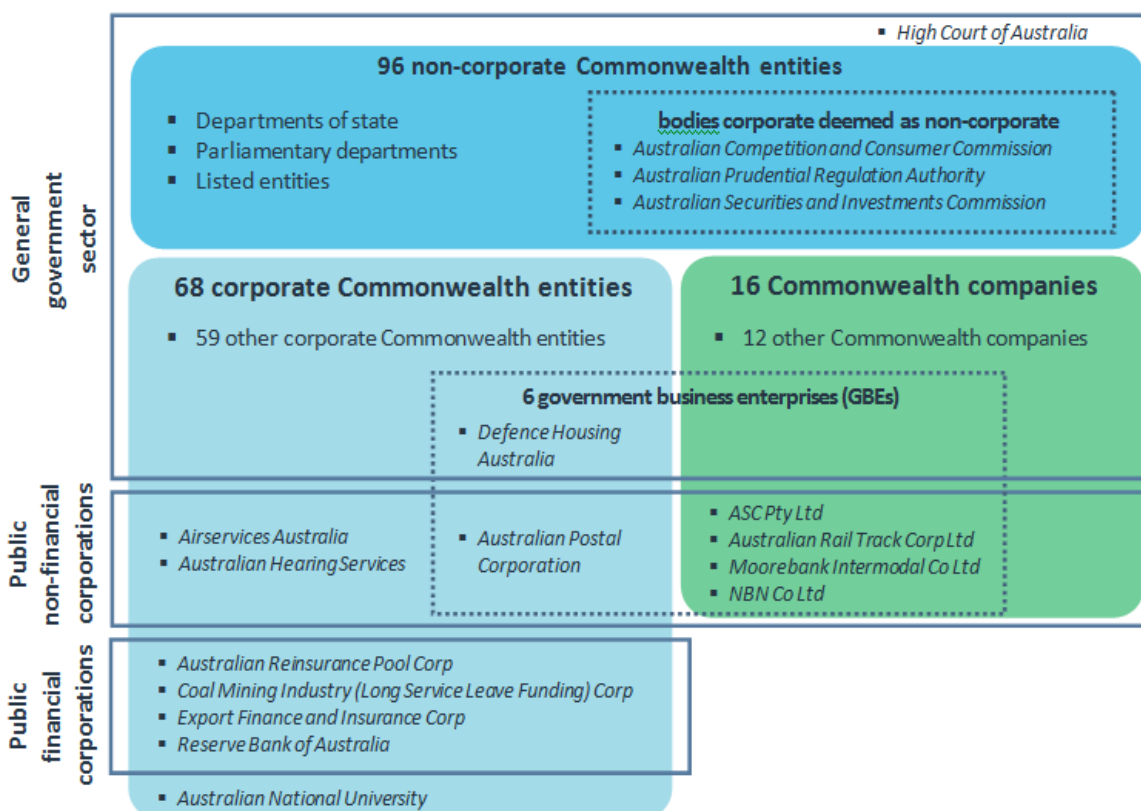 ▪ High Court of Australia
96 non-corporate Commonwealth entities
▪ Departments of state
▪ Parliamentary departments
▪ Listed entities
bodies corporate deemed as non-corporate
▪ Australian Competition and Consumer Commission
▪ Australian Prudential Regulation Authority
▪ Australian Securities and Investments Commission
General
government
sector
68 corporate Commonwealth entities
▪ 59 other corporate Commonwealth entities
16 Commonwealth companies
▪ 12 other Commonwealth companies
6 government business enterprises (GBEs)
▪ Defence Housing
Australia
Public
non-financial
corporations
▪ Airservices Australia
▪ Australian Hearing Services
▪ Australian Postal
Corporation
▪ ASC Pty Ltd
▪ Australian Rail Track Corp Ltd
▪ Moorebank Intermodal Co Ltd
▪ NBN Co Ltd
Public
financial
corporations
▪ Australian Reinsurance Pool Corp
▪ Coal Mining Industry (Long Service Leave Funding) Corp
▪ Export Finance and Insurance Corp
▪ Reserve Bank of Australia
▪ Australian National University